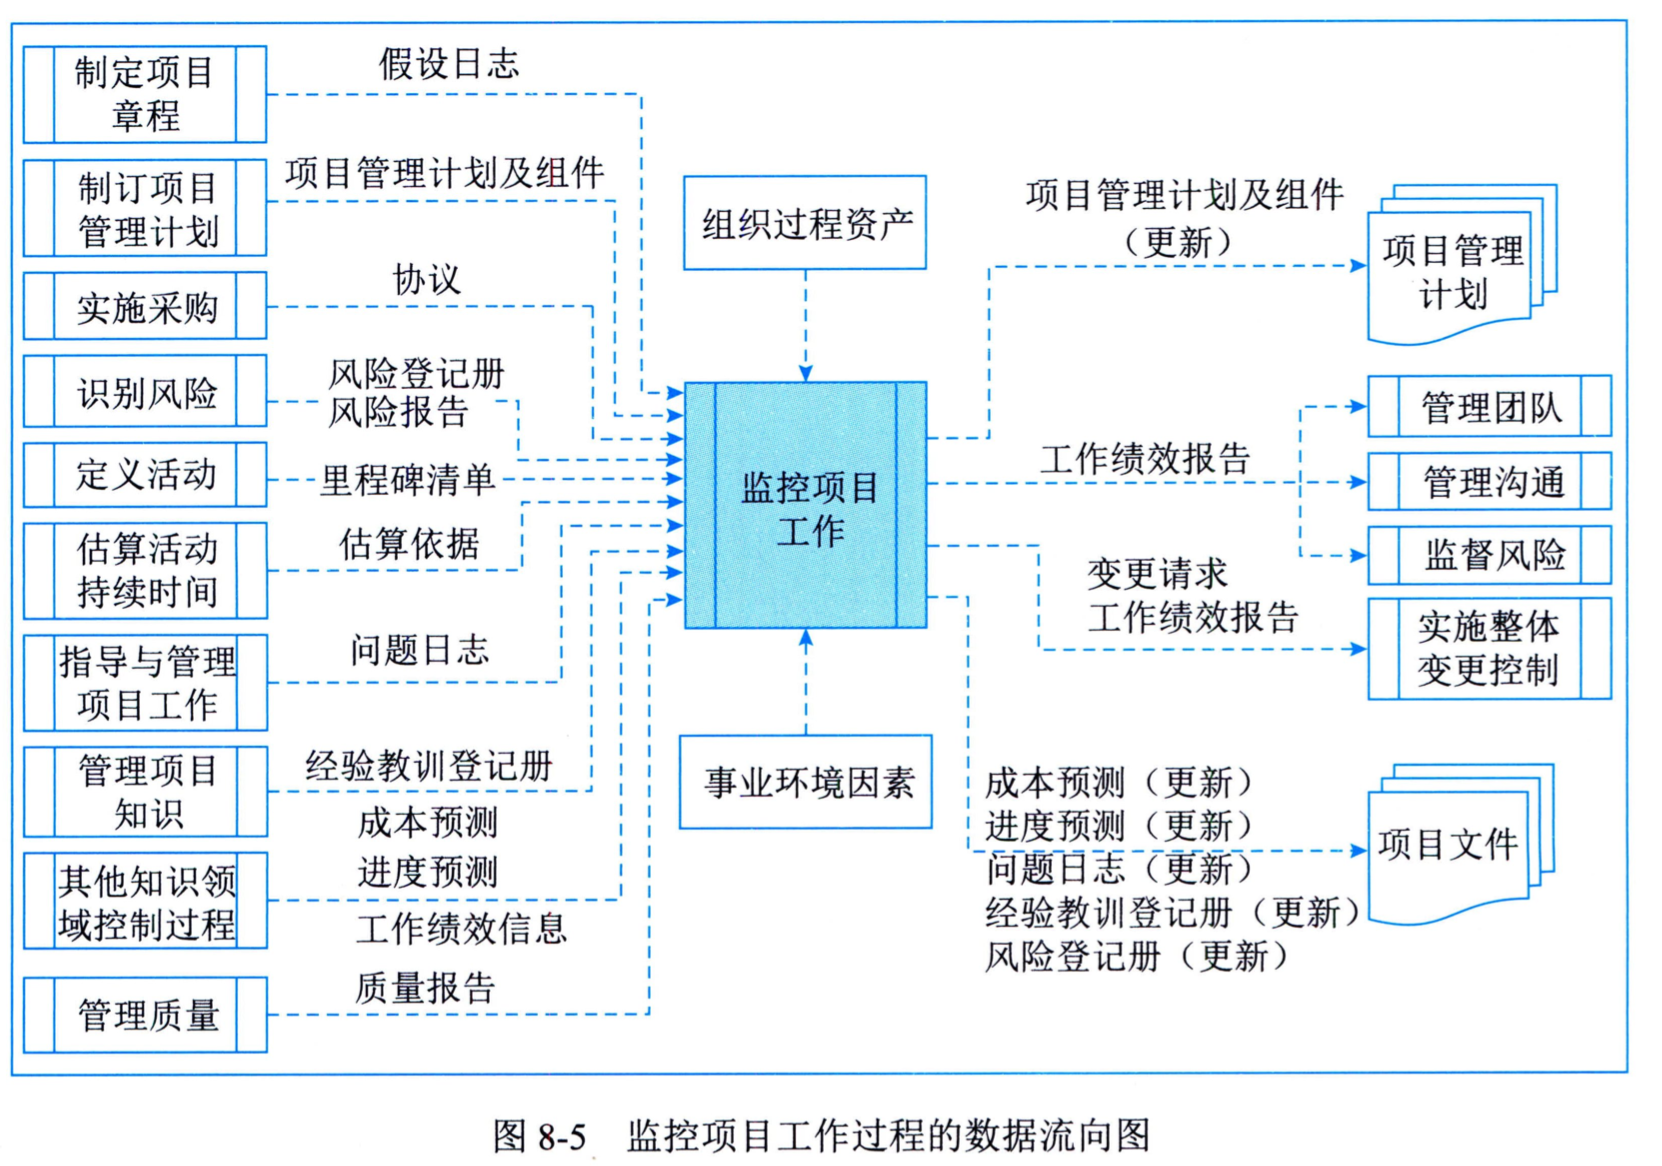 制定项目
章程
假设日志
制订项目
管理计划
项目管理计划及组件
实施采购
协议
识别风险
风险登记册
风险报告
定义活动
里程碑清单
估算活动
持续时间
估算依据
指导与管理
项目工作
问题日志
管理项目
知识
经验教训登记册
其他知识领
域控制过程
成本预测
进度预测
工作绩效信息
管理质量
质量报告
组织过程资产
监控项目
工作
事业环境因素
项目管理计划及组件
（更新）
项目管理
计划
工作绩效报告
管理团队
管理沟通
监督风险
变更请求
工作绩效报告
实施整体
变更控制
成本预测（更新）
进度预测（更新）
问题日志（更新）
经验教训登记册（更新）
风险登记册（更新）
项目文件
图 8-5 监控项目工作过程的数据流向图